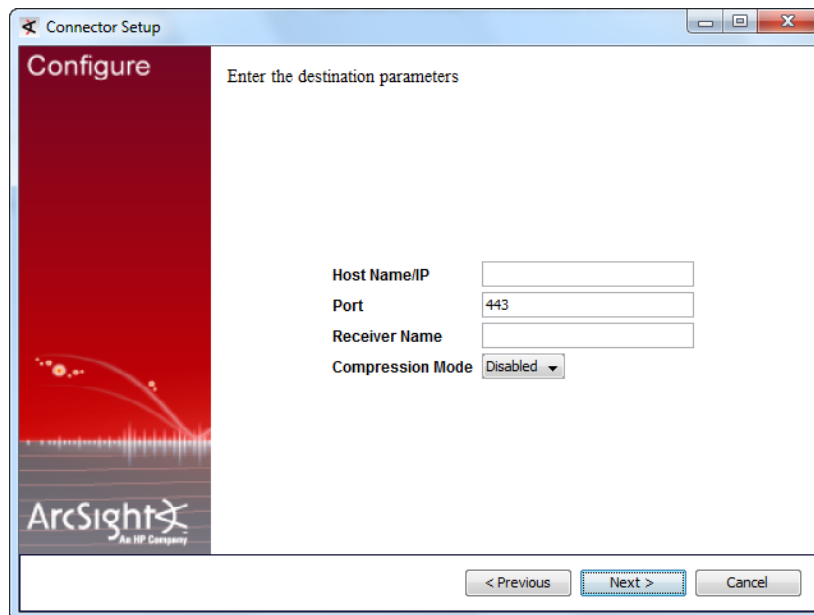 Connector Setup
Configure
Enter the destination parameters
Host Name/IP
Port 443
Receiver Name
Compression Mode Disabled
ArcSight
An HP Company
< Previous Next > Cancel